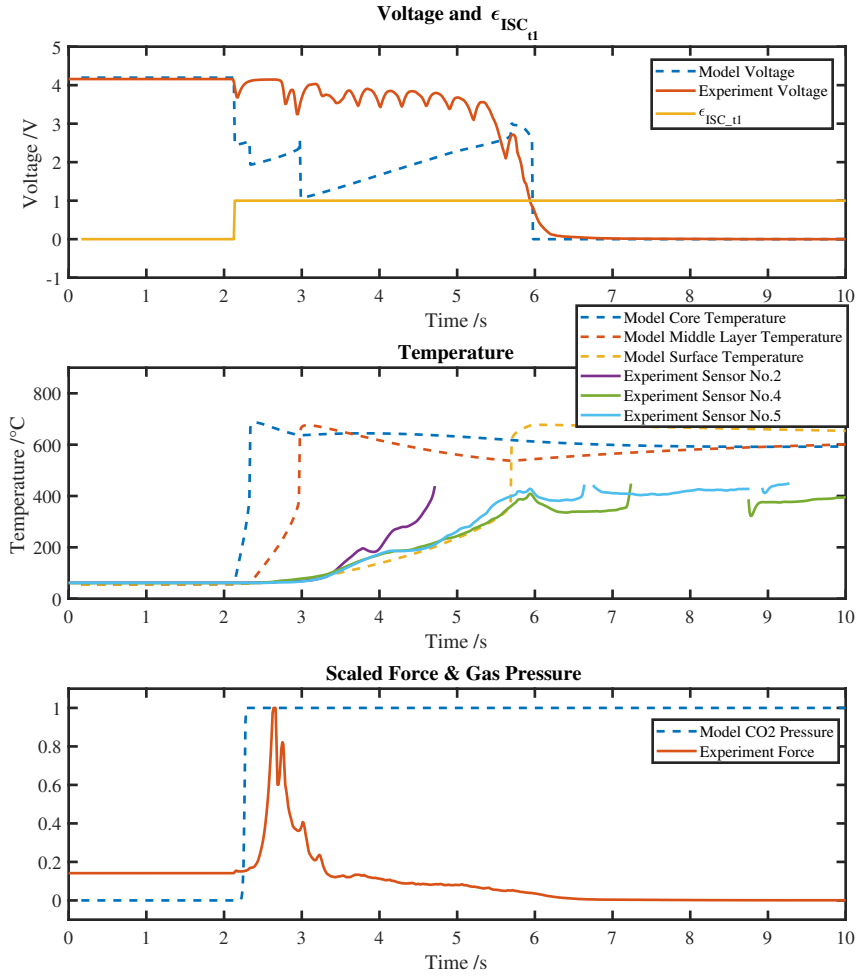 Voltage and ϵ_ISC_t1
5
4
3
2
1
0
-1
Voltage /V
Model Voltage
Experiment Voltage
ϵ_ISC_t1
0 1 2 3 4 5 6 7 8 9 10
Time /s
Temperature
Model Core Temperature
Model Middle Layer Temperature
Model Surface Temperature
Experiment Sensor No.2
Experiment Sensor No.4
Experiment Sensor No.5
800
600
400
200
0
Temperature /°C
0 1 2 3 4 5 6 7 8 9 10
Time /s
Scaled Force & Gas Pressure
1
0.8
0.6
0.4
0.2
0
Model CO2 Pressure
Experiment Force
0 1 2 3 4 5 6 7 8 9 10
Time /s